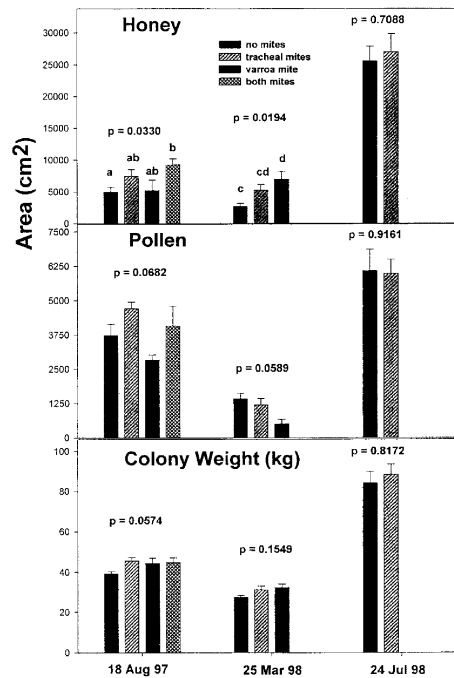 Honey
p = 0.7088
no mites
tracheal mites
varroa mite
both mites
p = 0.0330
p = 0.0194
a
ab
ab
b
c
cd
d
30000
25000
20000
15000
10000
5000
0
Area (cm2)
Pollen
p = 0.9161
p = 0.0682
p = 0.0589
7500
6250
5000
3750
2500
1250
0
Colony Weight (kg)
p = 0.8172
p = 0.0574
p = 0.1549
100
80
60
40
20
0
18 Aug 97
25 Mar 98
24 Jul 98